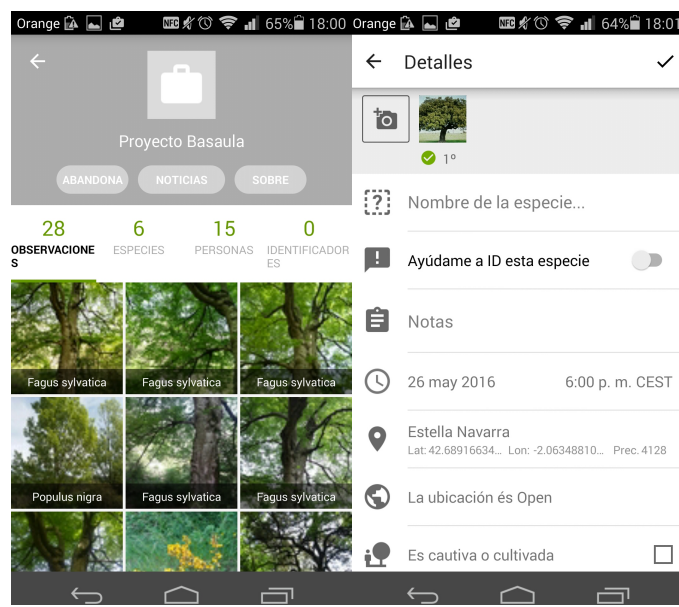 Orange 65% 18:00
NFC
Proyecto Basaula
ABANDONA NOTICIAS SOBRE
28 6 15 0
OBSERVACIONE
S
ESPECIES
PERSONAS
IDENTIFICADOR
ES
Fagus sylvatica Fagus sylvatica Fagus sylvatica
Populus nigra Fagus sylvatica Fagus sylvatica
Orange 64% 18:01
NFC
Detalles
1º
Nombre de la especie...
Ayúdame a ID esta especie
Notas
26 may 2016 6:00 p. m. CEST
Estella Navarra
Lat: 42.68916634... Lon: -2.06348810... Prec. 4128
La ubicación és Open
Es cautiva o cultivada